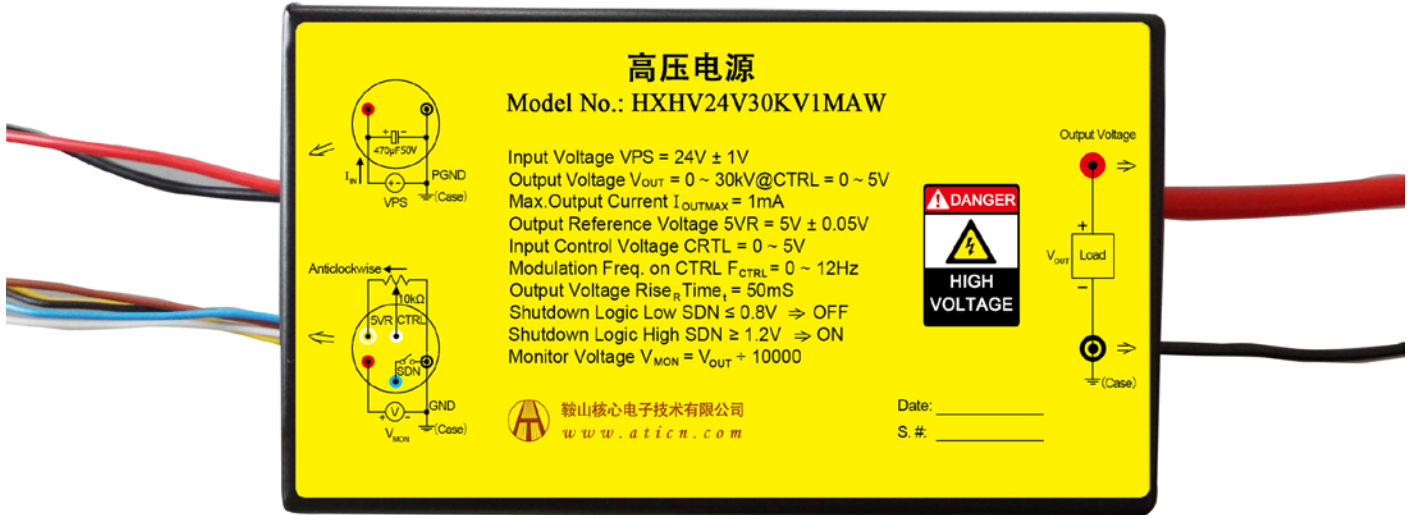 高压电源
Model No.: HXHV24V30KV1MAW
Input Voltage VPS = 24V ± 1V
Output Voltage VOUT = 0 ~ 30kV@CTRL = 0 ~ 5V
Max.Output Current IOUTMAX = 1mA
Output Reference Voltage 5VR = 5V ± 0.05V
Input Control Voltage CRTL = 0 ~ 5V
Modulation Freq. on CTRL FCTRL = 0 ~ 12Hz
Output Voltage RiseR Timet = 50mS
Shutdown Logic Low SDN ≤ 0.8V ⇒ OFF
Shutdown Logic High SDN ≥ 1.2V ⇒ ON
Monitor Voltage VMON = VOUT ÷ 10000
+ −
470μF50V
IIN
PGND
+ −
VPS
(Case)
Anticlockwise
10kΩ
5VR CTRL
SDN
GND
+ V −
VMON
(Case)
DANGER
HIGH
VOLTAGE
Output Voltage
+
VOUT
Load
−
(Case)
鞍山核心电子技术有限公司
www.aticn.com
Date:
S. #: